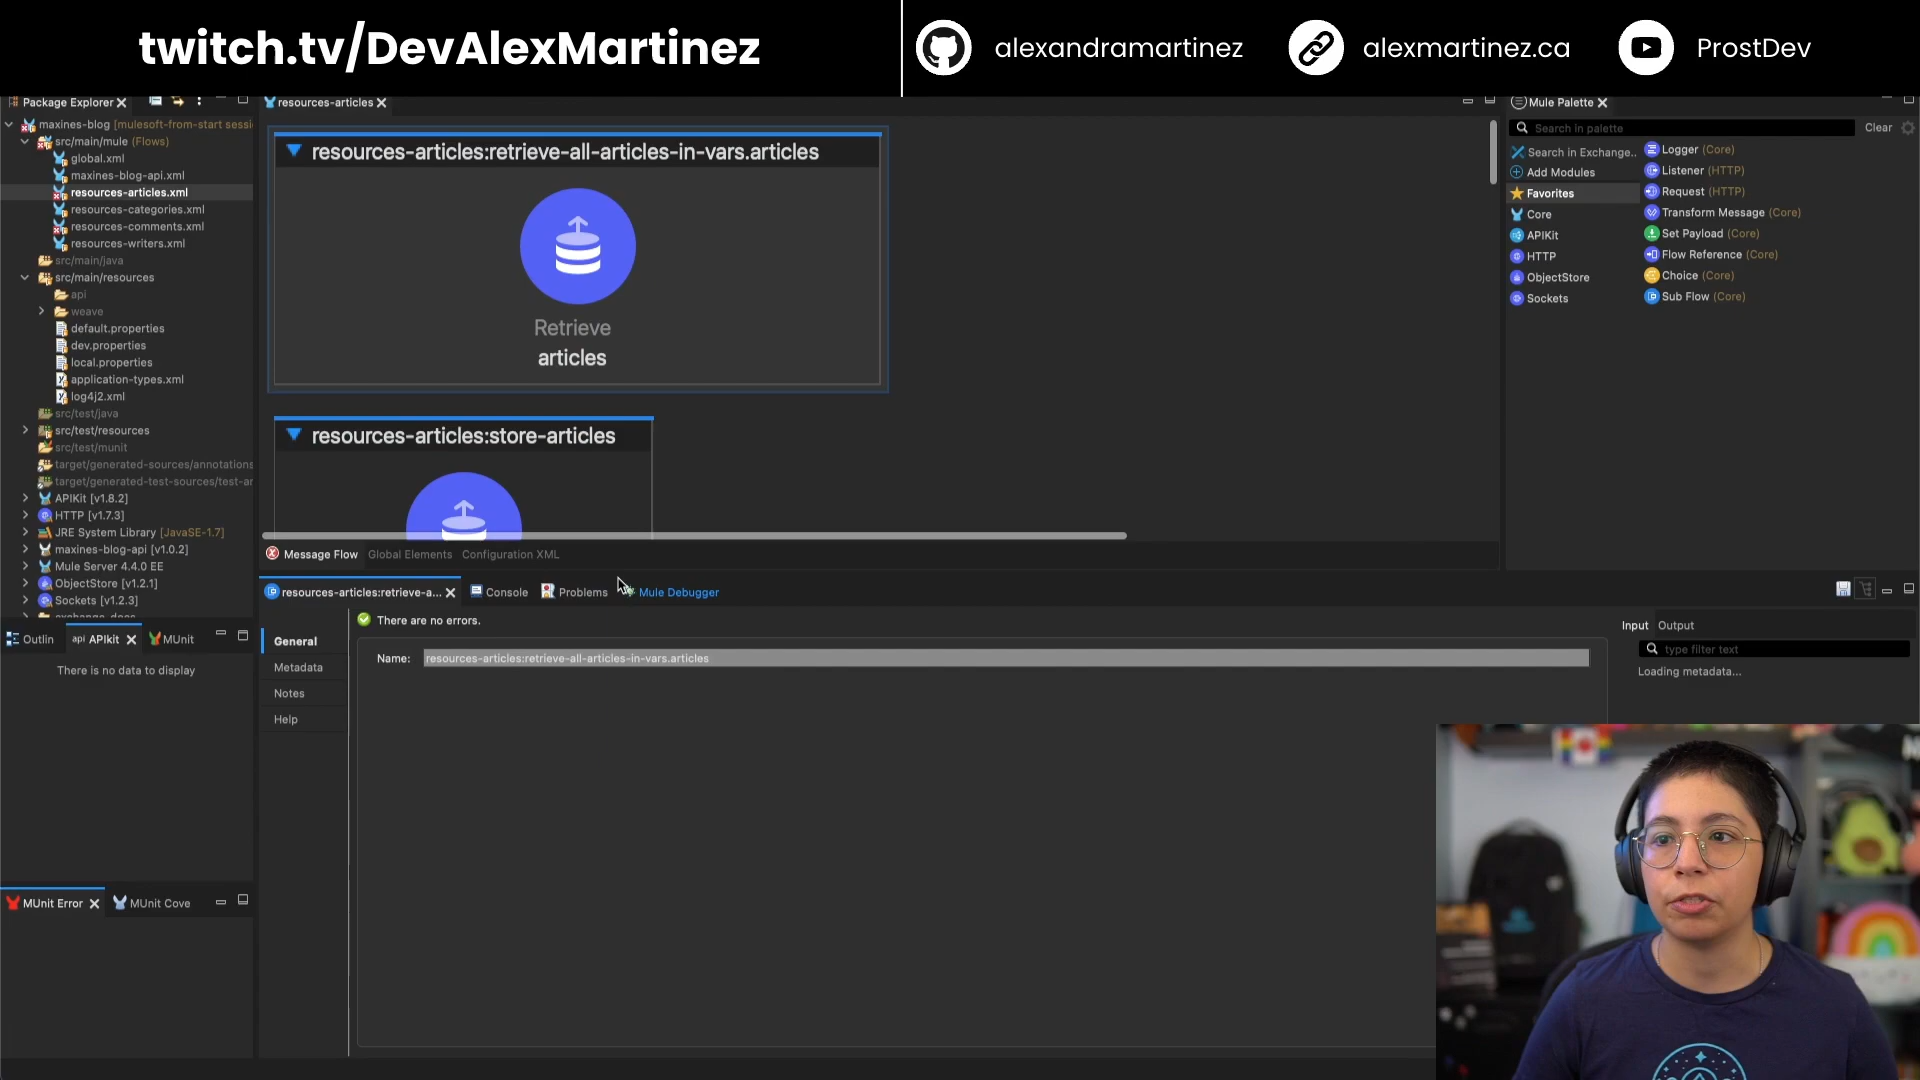 twitch.tv/DevAlexMartinez
alexandramartinez
alexmartinez.ca
ProstDev
Package Explorer
maxines-blog [mulesoft-from-start sessi
src/main/mule (Flows)
global.xml
maxines-blog-api.xml
resources-articles.xml
resources-categories.xml
resources-comments.xml
resources-writers.xml
src/main/java
src/main/resources
api
weave
default.properties
dev.properties
local.properties
application-types.xml
log4j2.xml
src/test/java
src/test/resources
src/test/munit
target/generated-sources/annotations
target/generated-test-sources/test-ar
APIKit [v1.8.2]
HTTP [v1.7.3]
JRE System Library [JavaSE-1.7]
maxines-blog-api [v1.0.2]
Mule Server 4.4.0 EE
ObjectStore [v1.2.1]
Sockets [v1.2.3]
Outlin
api APIkit
MUnit
There is no data to display
MUnit Error
MUnit Cove
resources-articles
resources-articles:retrieve-all-articles-in-vars.articles
Retrieve
articles
resources-articles:store-articles
Message Flow
Global Elements
Configuration XML
resources-articles:retrieve-a...
Console
Problems
Mule Debugger
There are no errors.
General
Metadata
Notes
Help
Name:
resources-articles:retrieve-all-articles-in-vars.articles
Input
Output
type filter text
Loading metadata...
Mule Palette
Search in palette
Clear
Search in Exchange..
Add Modules
Favorites
Core
APIKit
HTTP
ObjectStore
Sockets
Logger (Core)
Listener (HTTP)
Request (HTTP)
Transform Message (Core)
Set Payload (Core)
Flow Reference (Core)
Choice (Core)
Sub Flow (Core)